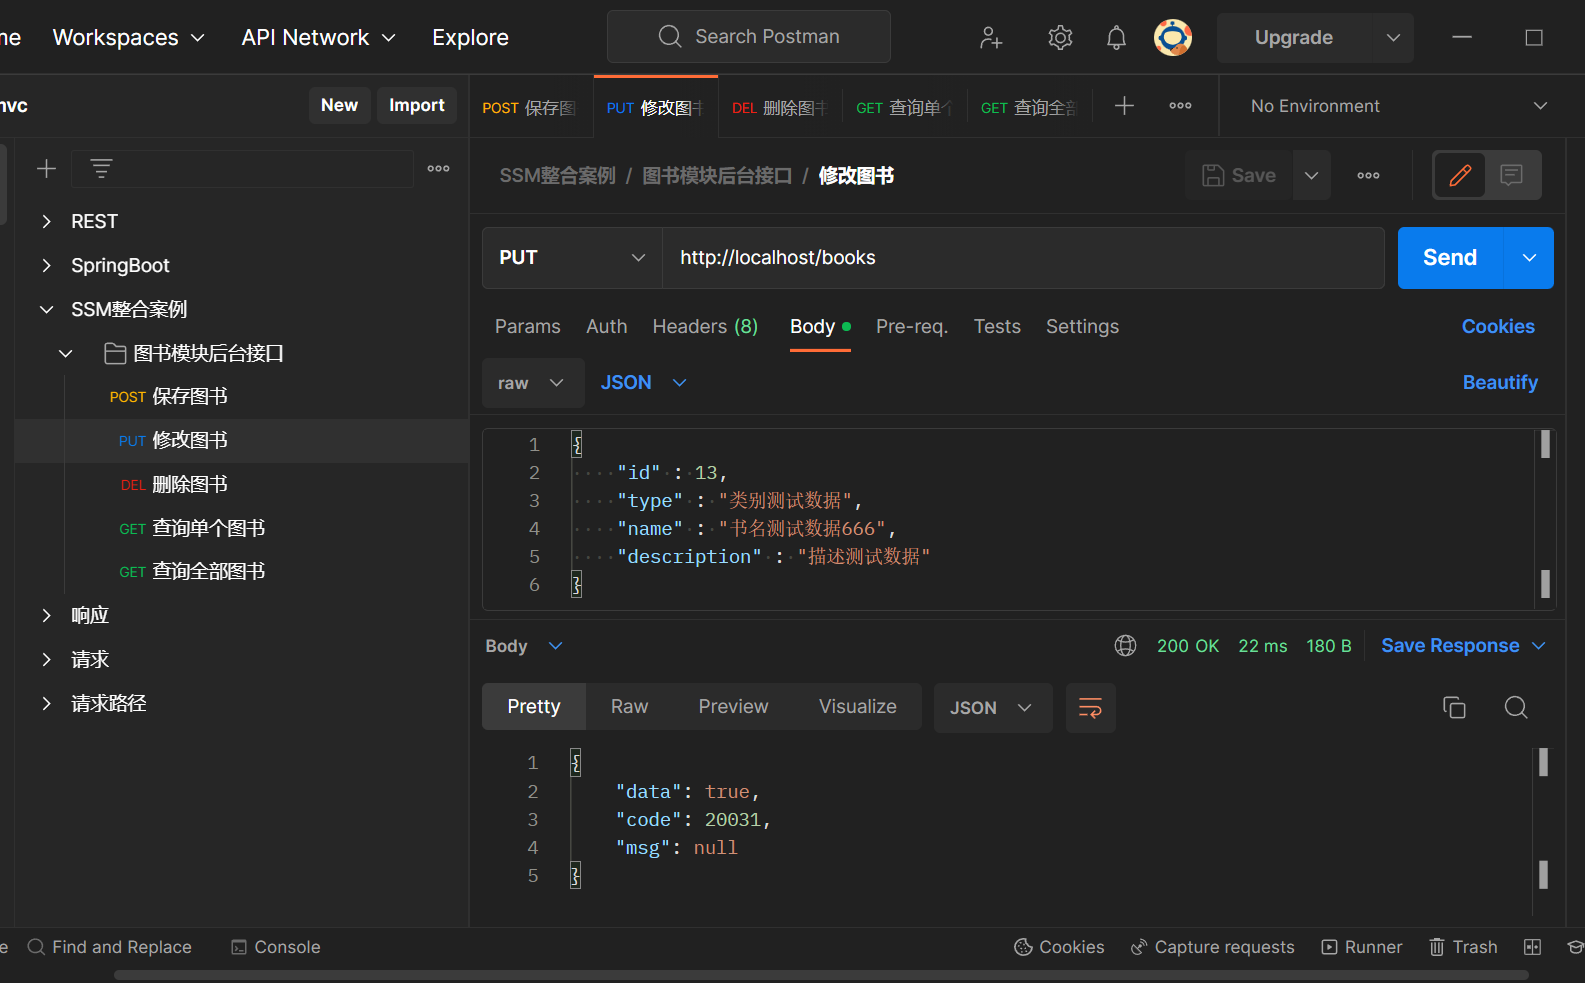 me Workspaces API Network Explore Search Postman Upgrade
nvc New Import
POST 保存图 PUT 修改图 DEL 删除图 GET 查询单 GET 查询全 No Environment
SSM整合案例 / 图书模块后台接口 / 修改图书 Save
REST
SpringBoot
SSM整合案例
图书模块后台接口
POST 保存图书
PUT 修改图书
DEL 删除图书
GET 查询单个图书
GET 查询全部图书
响应
请求
请求路径
PUT http://localhost/books Send
Params Auth Headers (8) Body Pre-req. Tests Settings Cookies
raw JSON Beautify
1 {
2 "id" : 13,
3 "type" : "类别测试数据",
4 "name" : "书名测试数据666",
5 "description" : "描述测试数据"
6 }
Body 200 OK 22 ms 180 B Save Response
Pretty Raw Preview Visualize JSON
1 {
2 "data": true,
3 "code": 20031,
4 "msg": null
5 }
e Find and Replace Console Cookies Capture requests Runner Trash